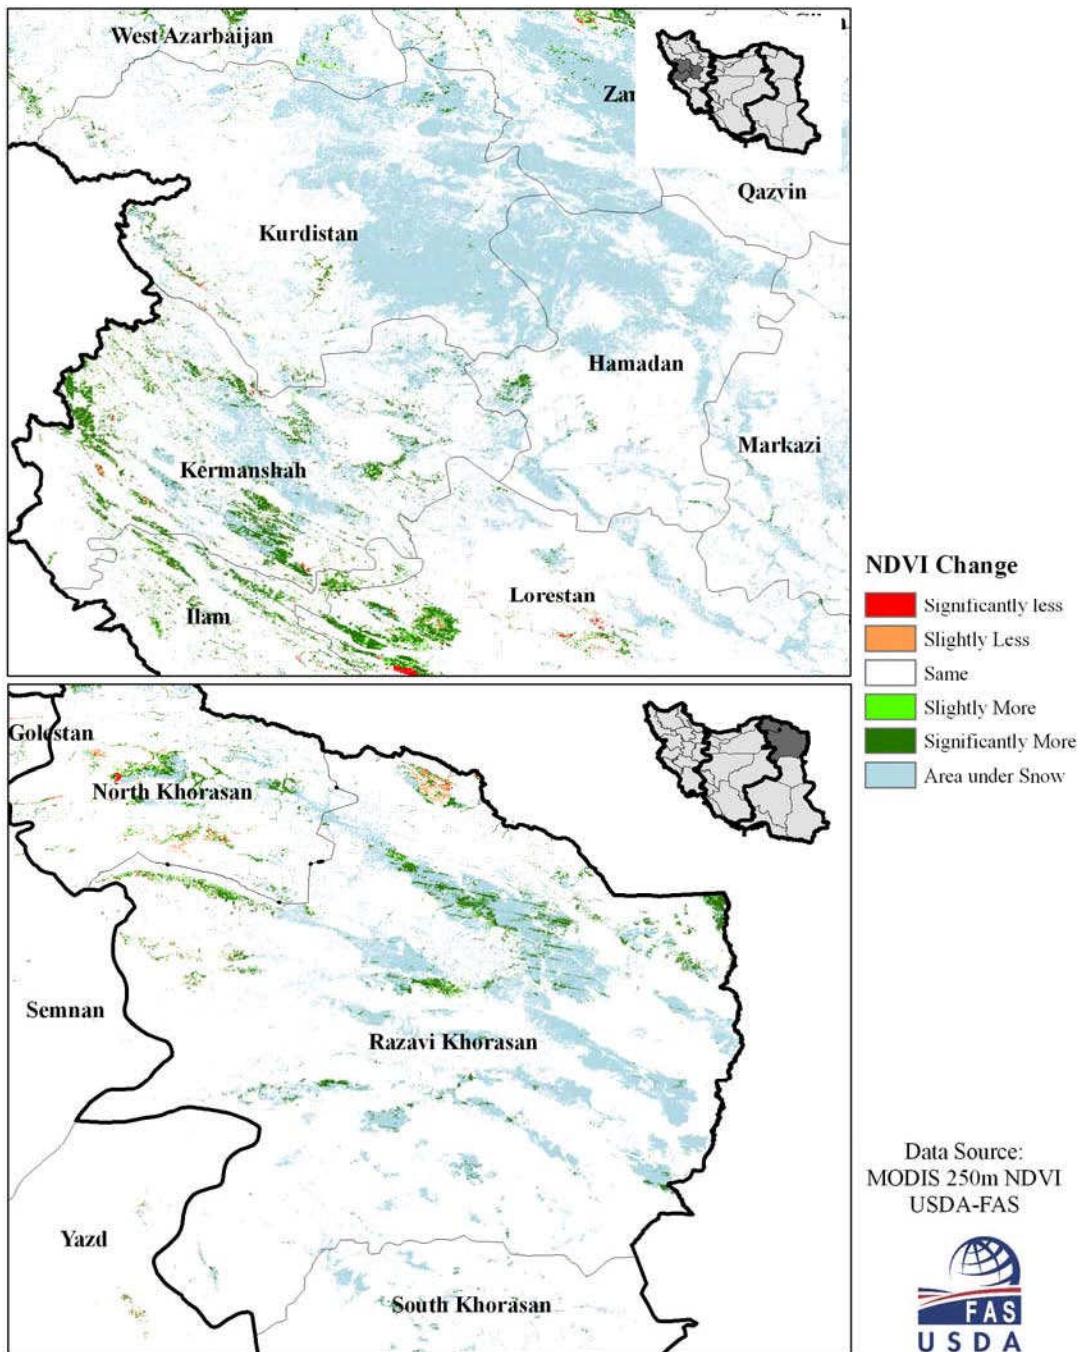 West Azarbaijan
Zan
Qazvin
Kurdistan
Hamadan
Markazi
Kermanshah
Lorestan
Ilam
NDVI Change
Significantly less
Slightly Less
Same
Slightly More
Significantly More
Area under Snow
Golestan
North Khorasan
Semnan
Razavi Khorasan
Yazd
South Khorasan
Data Source:
MODIS 250m NDVI
USDA-FAS
FAS
USDA